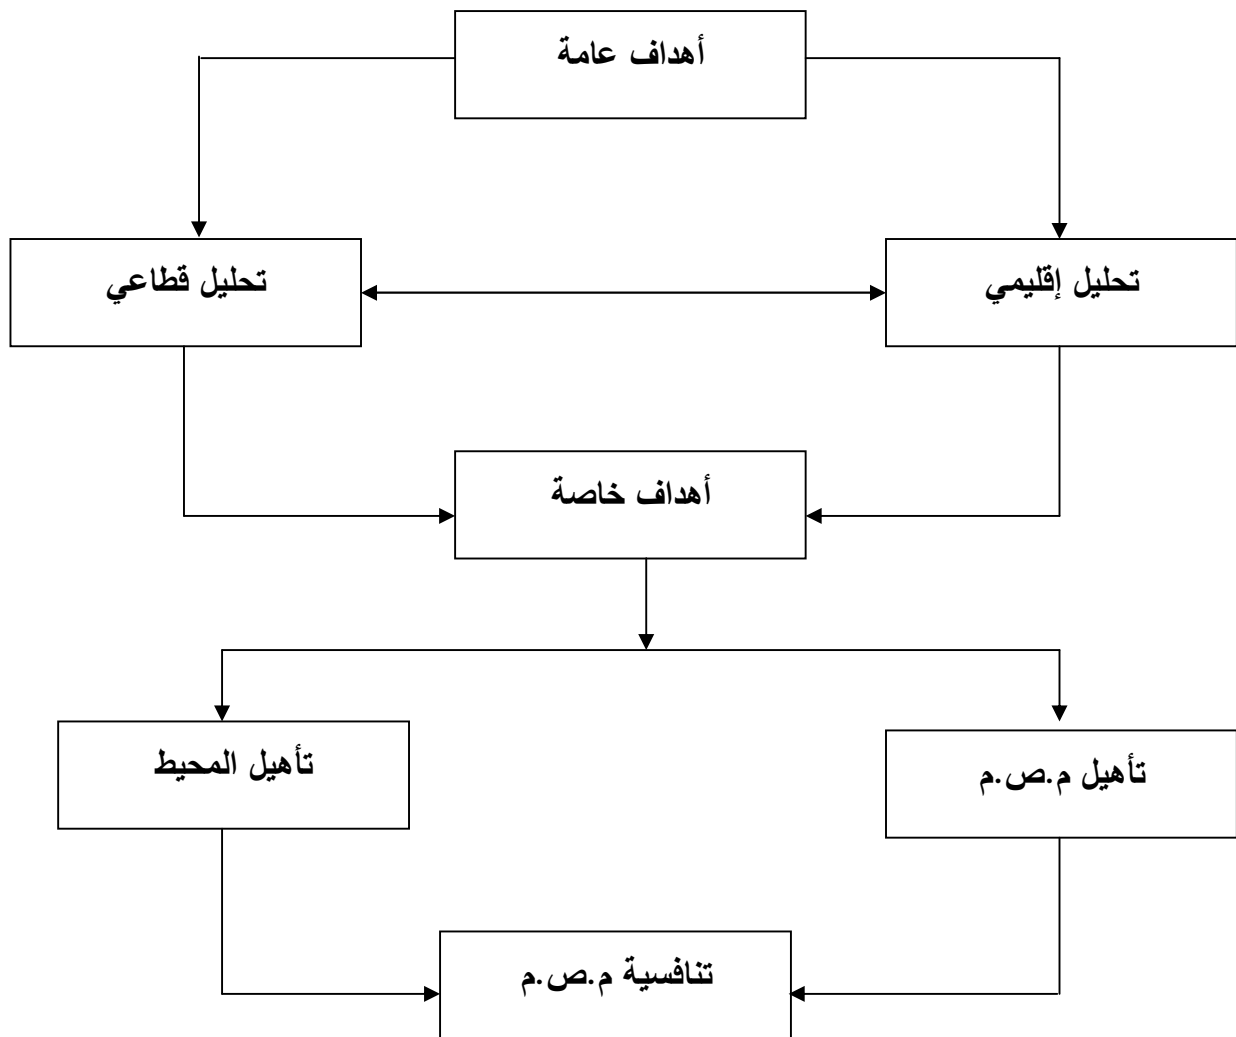 أهداف عامة
تحليل إقليمي
تحليل قطاعي
أهداف خاصة
تأهيل م.ص.م
تأهيل المحيط
تنافسية م.ص.م